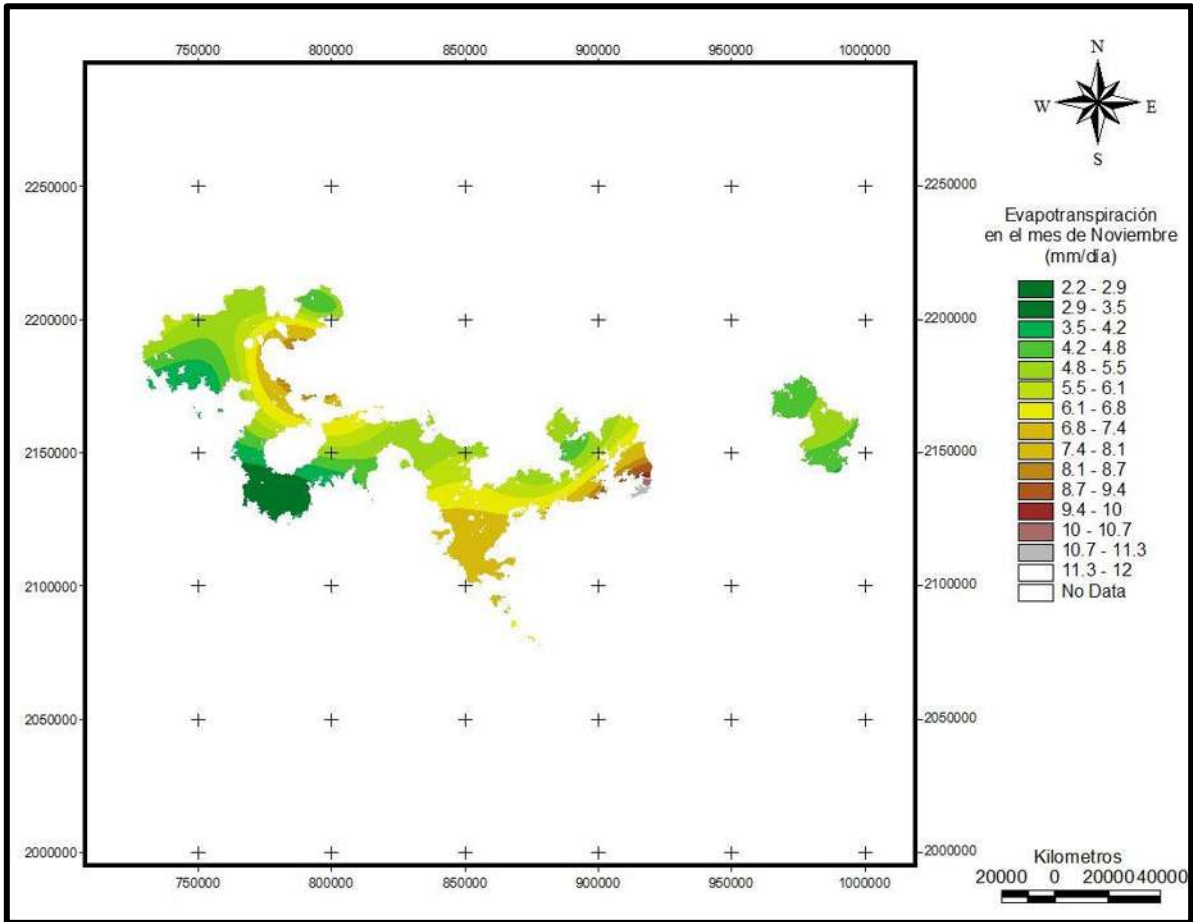 750000 800000 850000 900000 950000 1000000
N
W E
S
2250000 2250000
2200000 2200000
2150000 2150000
2100000 2100000
2050000 2050000
2000000 2000000
750000 800000 850000 900000 950000 1000000
Evapotranspiración
en el mes de Noviembre
(mm/día)
2.2 - 2.9
2.9 - 3.5
3.5 - 4.2
4.2 - 4.8
4.8 - 5.5
5.5 - 6.1
6.1 - 6.8
6.8 - 7.4
7.4 - 8.1
8.1 - 8.7
8.7 - 9.4
9.4 - 10
10 - 10.7
10.7 - 11.3
11.3 - 12
No Data
Kilometros
20000 0 20000 40000